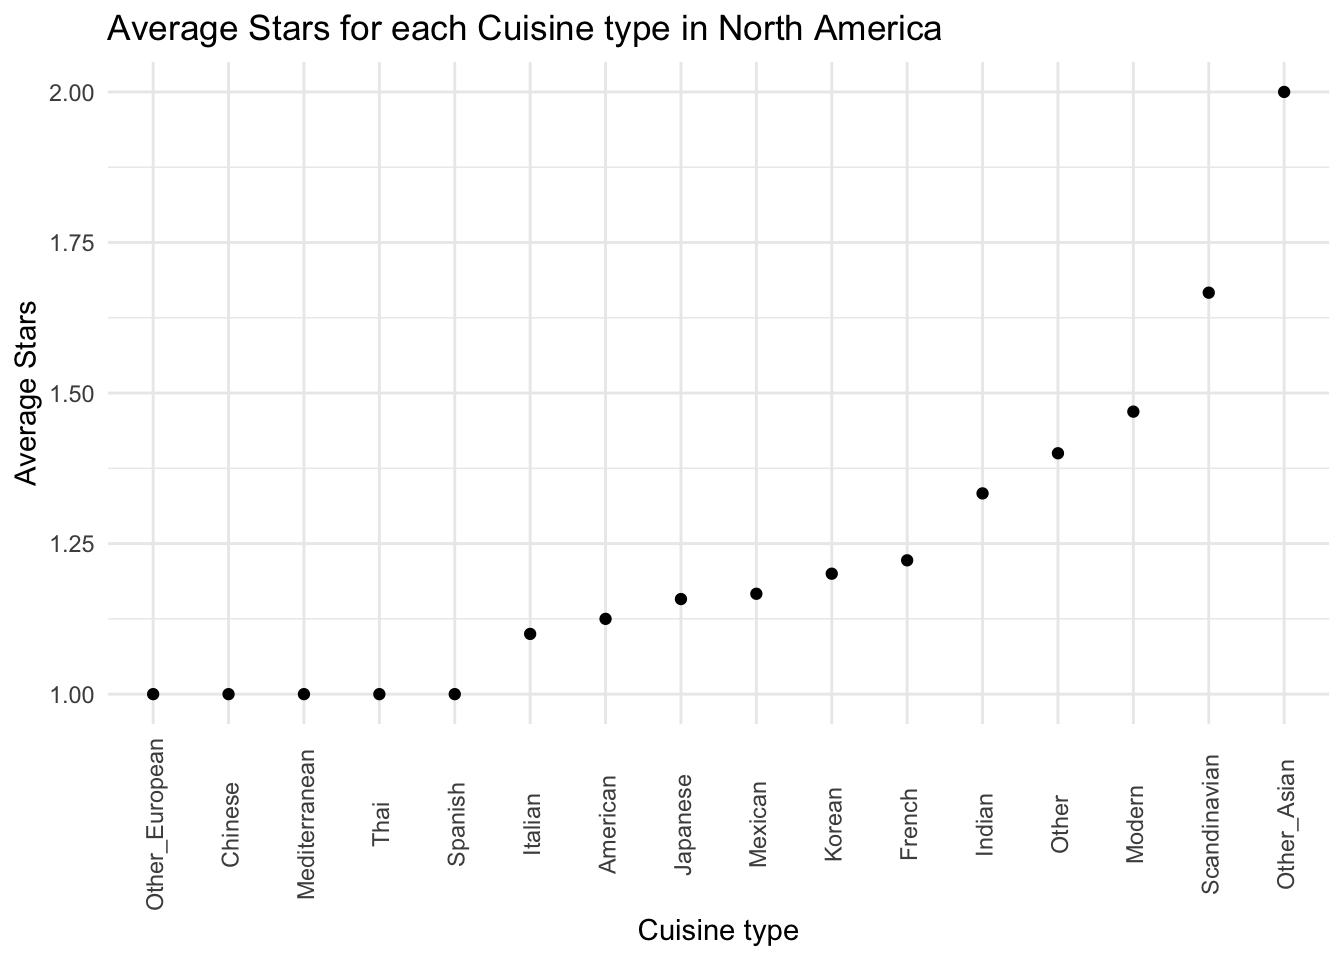 Average Stars for each Cuisine type in North America
2.00
1.75
1.50
1.25
1.00
Average Stars
Other_European
Chinese
Mediterranean
Thai
Spanish
Italian
American
Japanese
Mexican
Korean
French
Indian
Other
Modern
Scandinavian
Other_Asian
Cuisine type